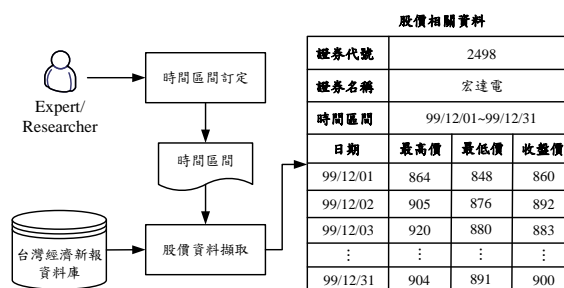 股價相關資料
Expert/
Researcher
時間區間訂定
時間區間
台灣經濟新報
資料庫
股價資料擷取
證券代號 2498
證券名稱 宏達電
時間區間 99/12/01~99/12/31
日期 最高價 最低價 收盤價
99/12/01 864 848 860
99/12/02 905 876 892
99/12/03 920 880 883
⋮ ⋮ ⋮ ⋮
99/12/31 904 891 900